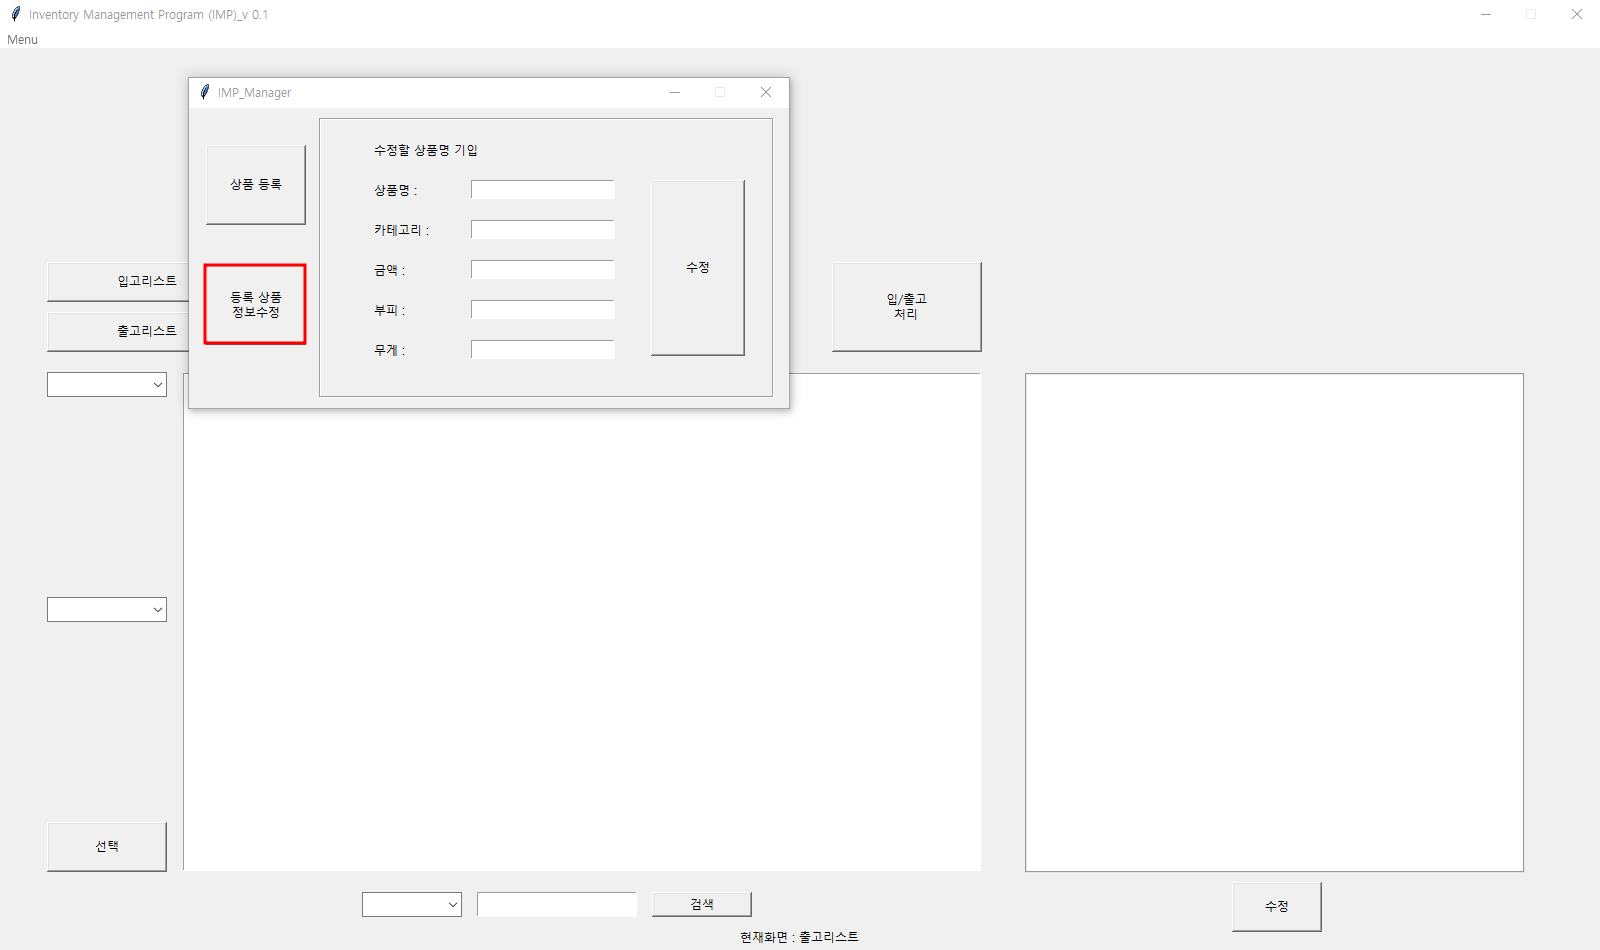 Inventory Management Program (IMP)_v 0.1
Menu
IMP_Manager
수정할 상품명 기입
상품 등록
상품명 :
카테고리 :
금액 :
부피 :
무게 :
수정
등록 상품
정보수정
입고리스트
출고리스트
입/출고
처리
선택
검색
수정
현재화면 : 출고리스트